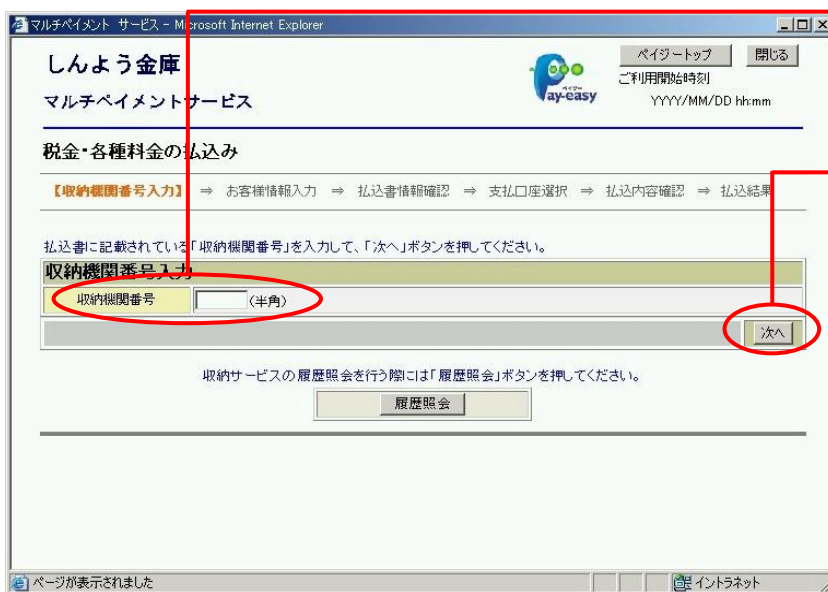 マルチペイメント サービス - Microsoft Internet Explorer
しんよう金庫
マルチペイメントサービス
ペイジー
Pay-easy
ペイジートップ
閉じる
ご利用開始時刻
YYYY/MM/DD hh:mm
税金・各種料金の払込み
【収納機関番号入力】 ⇒ お客様情報入力 ⇒ 払込書情報確認 ⇒ 支払口座選択 ⇒ 払込内容確認 ⇒ 払込結果
払込書に記載されている「収納機関番号」を入力して、「次へ」ボタンを押してください。
収納機関番号入力
収納機関番号 (半角)
次へ
収納サービスの履歴照会を行う際には「履歴照会」ボタンを押してください。
履歴照会
ページが表示されました
イントラネット